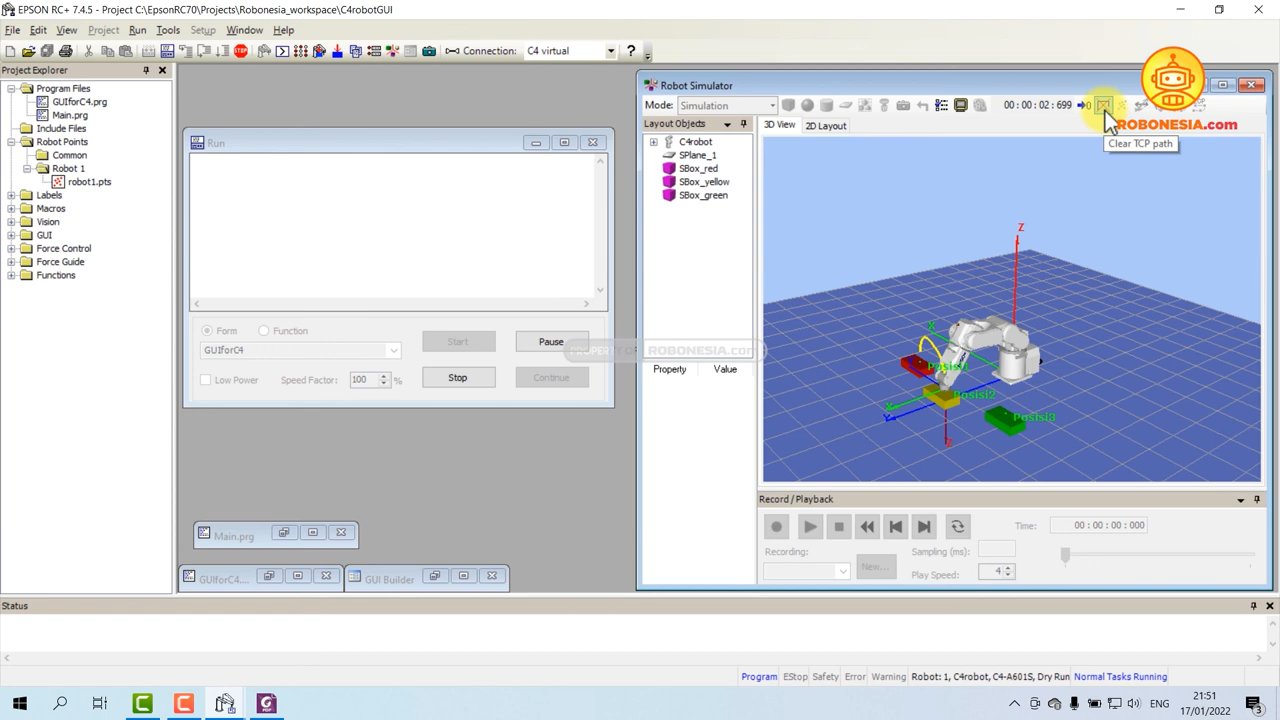 EPSON RC+ 7.4.5 - Project C:\EpsonRC70\Projects\Robonesia_workspace\C4robotGUI
File Edit View Project Run Tools Setup Window Help
Connection: C4 virtual ?
Project Explorer
Program Files
GUIforC4.prg
Main.prg
Include Files
Robot Points
Common
Robot 1
robot1.pts
Labels
Macros
Vision
GUI
Force Control
Force Guide
Functions
Run
Form Function
GUIforC4
Low Power Speed Factor: 100 %
Start Pause
Stop Continue
Main.prg
GUIforC4....
GUI Builder
Robot Simulator
Mode: Simulation
00 : 00 : 02 : 699
ROBONESIA.com
Clear TCP path
Layout Objects
C4robot
SPlane_1
SBox_red
SBox_yellow
SBox_green
Property Value
3D View 2D Layout
Z
X
Posisi1
Posisi2
X
Y
Posisi3
PROPERTY OF ROBONESIA.com
Record / Playback
Time: 00 : 00 : 00 : 000
Recording:
New...
Sampling (ms):
Play Speed: 4
Status
Program EStop Safety Error Warning Robot: 1, C4robot, C4-A601S, Dry Run Normal Tasks Running
ENG
21:51
17/01/2022
3